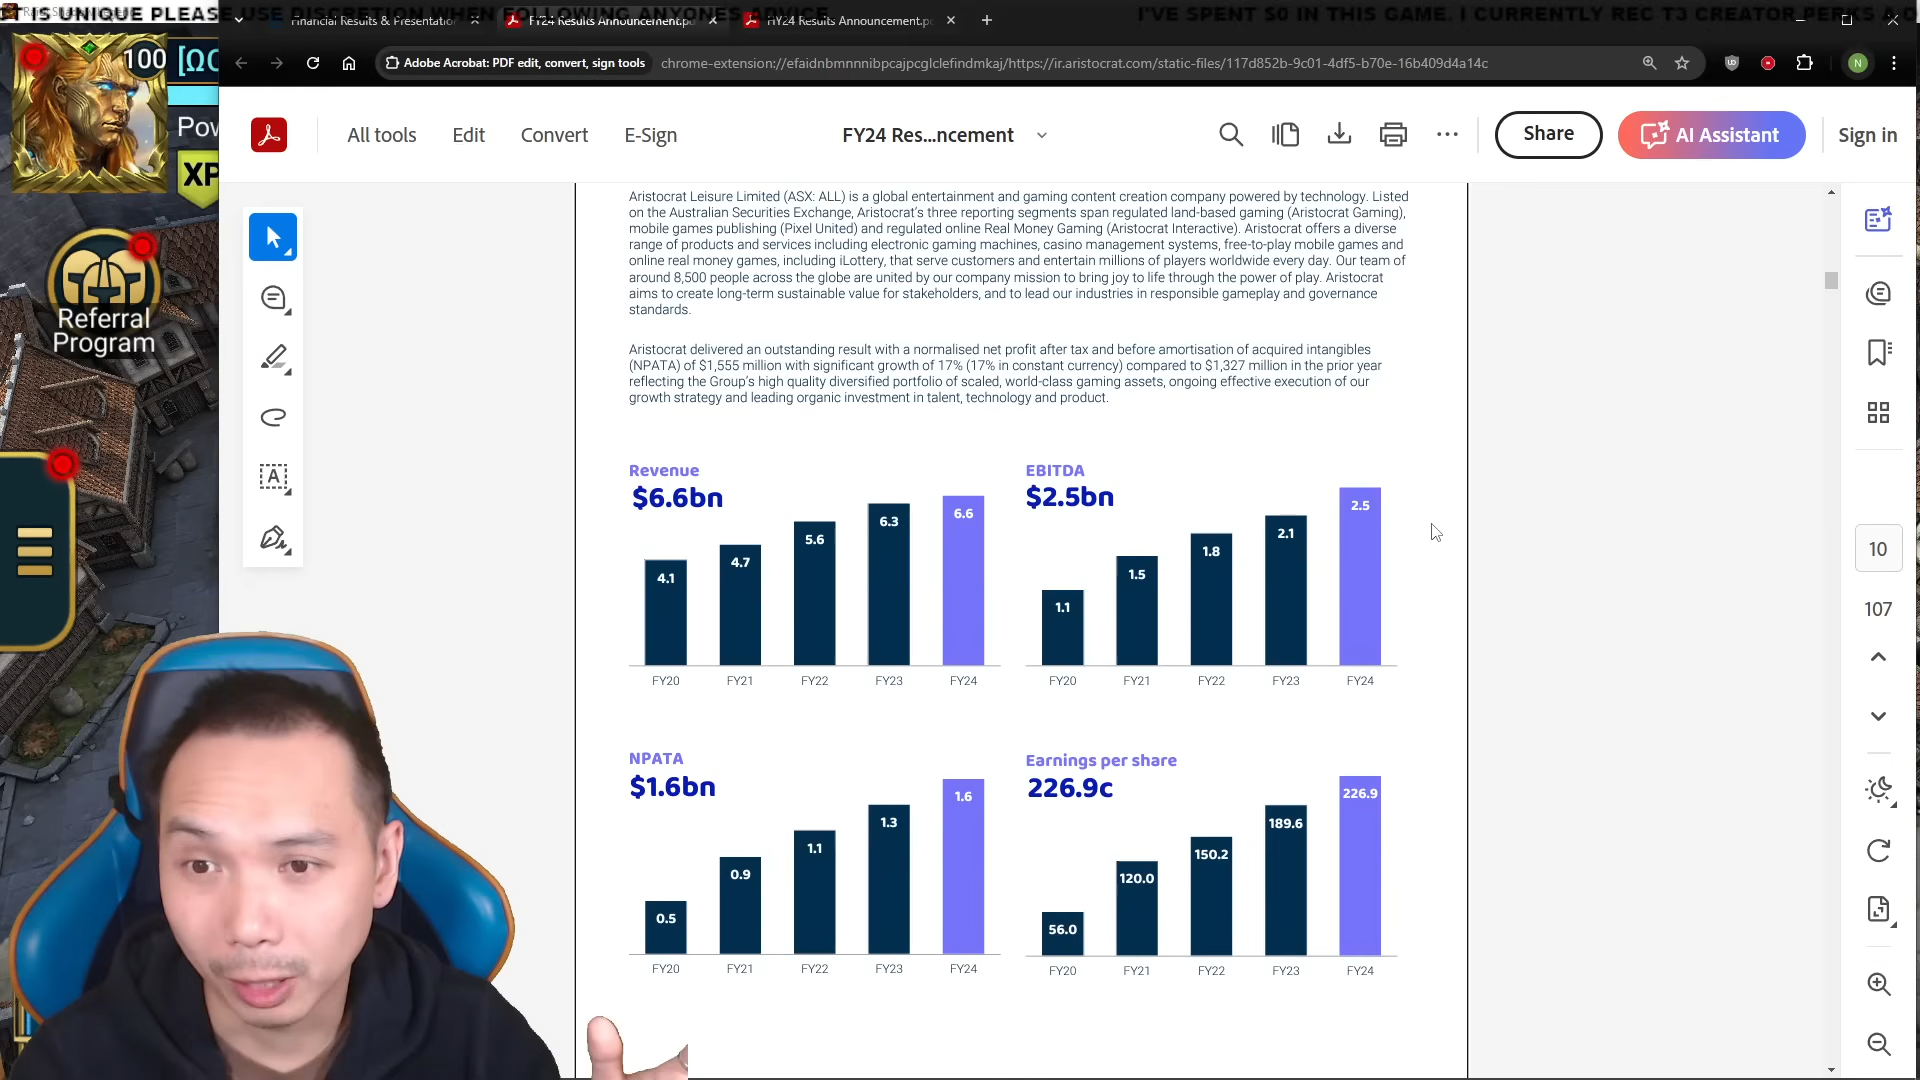 T UNIQUE PLEASE USE DISCRETION WHEN FOLLOWING ANYONES ADVICE
I'VE SPENT $0 IN THIS GAME. I CURRENTLY REC T3 CREATOR PERKS
Financial Results & Presentatio
FY24 Results Announcement.p
HY24 Results Announcement.p
Adobe Acrobat: PDF edit, convert, sign tools
chrome-extension://efaidnbmnnnibpcajpcglclefindmkaj/https://ir.aristocrat.com/static-files/117d852b-9c01-4df5-b70e-16b409d4a14c
N
100
Pow
XP
Referral
Program
All tools
Edit
Convert
E-Sign
FY24 Res...ncement
Share
AI Assistant
Sign in
Aristocrat Leisure Limited (ASX: ALL) is a global entertainment and gaming content creation company powered by technology. Listed
on the Australian Securities Exchange, Aristocrat's three reporting segments span regulated land-based gaming (Aristocrat Gaming),
mobile games publishing (Pixel United) and regulated online Real Money Gaming (Aristocrat Interactive). Aristocrat offers a diverse
range of products and services including electronic gaming machines, casino management systems, free-to-play mobile games and
online real money games, including iLottery, that serve customers and entertain millions of players worldwide every day. Our team of
around 8,500 people across the globe are united by our company mission to bring joy to life through the power of play. Aristocrat
aims to create long-term sustainable value for stakeholders, and to lead our industries in responsible gameplay and governance
standards.
Aristocrat delivered an outstanding result with a normalised net profit after tax and before amortisation of acquired intangibles
(NPATA) of $1,555 million with significant growth of 17% (17% in constant currency) compared to $1,327 million in the prior year
reflecting the Group's high quality diversified portfolio of scaled, world-class gaming assets, ongoing effective execution of our
growth strategy and leading organic investment in talent, technology and product.
Revenue
$6.6bn
4.1
4.7
5.6
6.3
6.6
FY20
FY21
FY22
FY23
FY24
EBITDA
$2.5bn
1.1
1.5
1.8
2.1
2.5
FY20
FY21
FY22
FY23
FY24
NPATA
$1.6bn
0.5
0.9
1.1
1.3
1.6
FY20
FY21
FY22
FY23
FY24
Earnings per share
226.9c
56.0
120.0
150.2
189.6
226.9
FY20
FY21
FY22
FY23
FY24
10
107